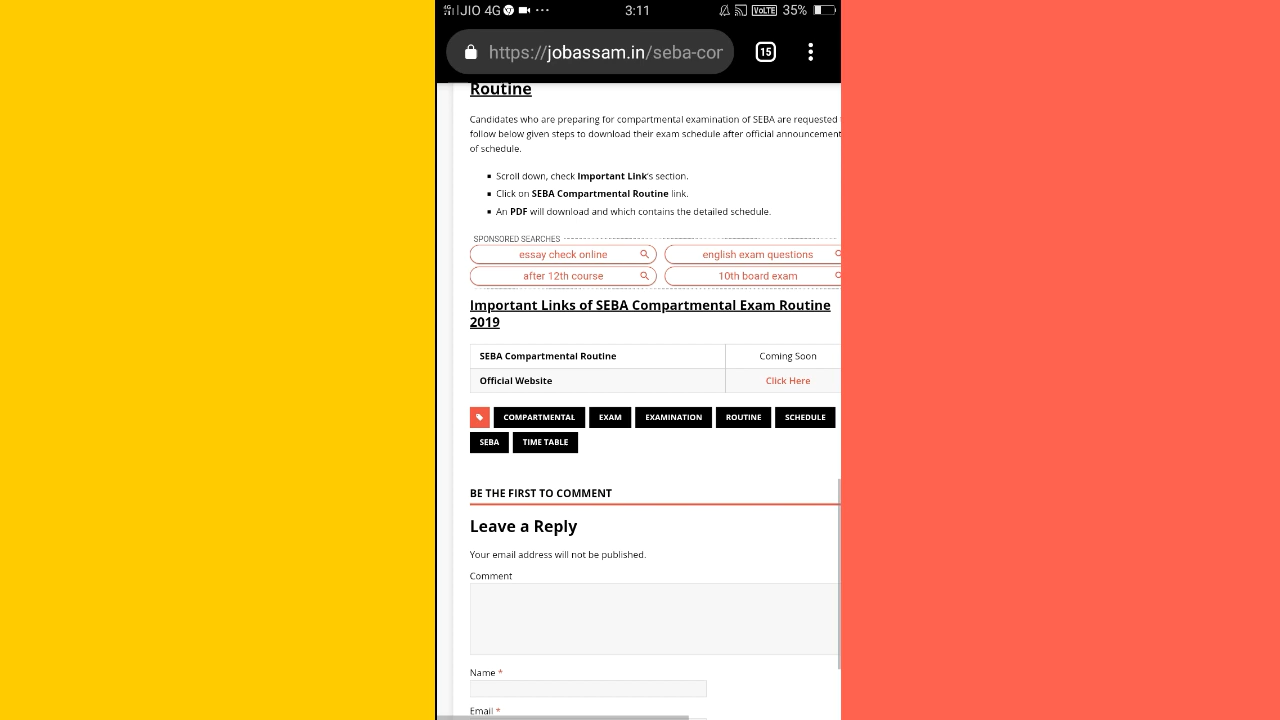 JIO 4G
3:11
VoLTE
35%
https://jobassam.in/seba-cor
15
Routine
Candidates who are preparing for compartmental examination of SEBA are requested
follow below given steps to download their exam schedule after official announcement
of schedule.
Scroll down, check Important Link's section.
Click on SEBA Compartmental Routine link.
An PDF will download and which contains the detailed schedule.
SPONSORED SEARCHES
essay check online
english exam questions
after 12th course
10th board exam
Important Links of SEBA Compartmental Exam Routine
2019
SEBA Compartmental Routine
Coming Soon
Official Website
Click Here
COMPARTMENTAL
EXAM
EXAMINATION
ROUTINE
SCHEDULE
SEBA
TIME TABLE
BE THE FIRST TO COMMENT
Leave a Reply
Your email address will not be published.
Comment
Name *
Email *